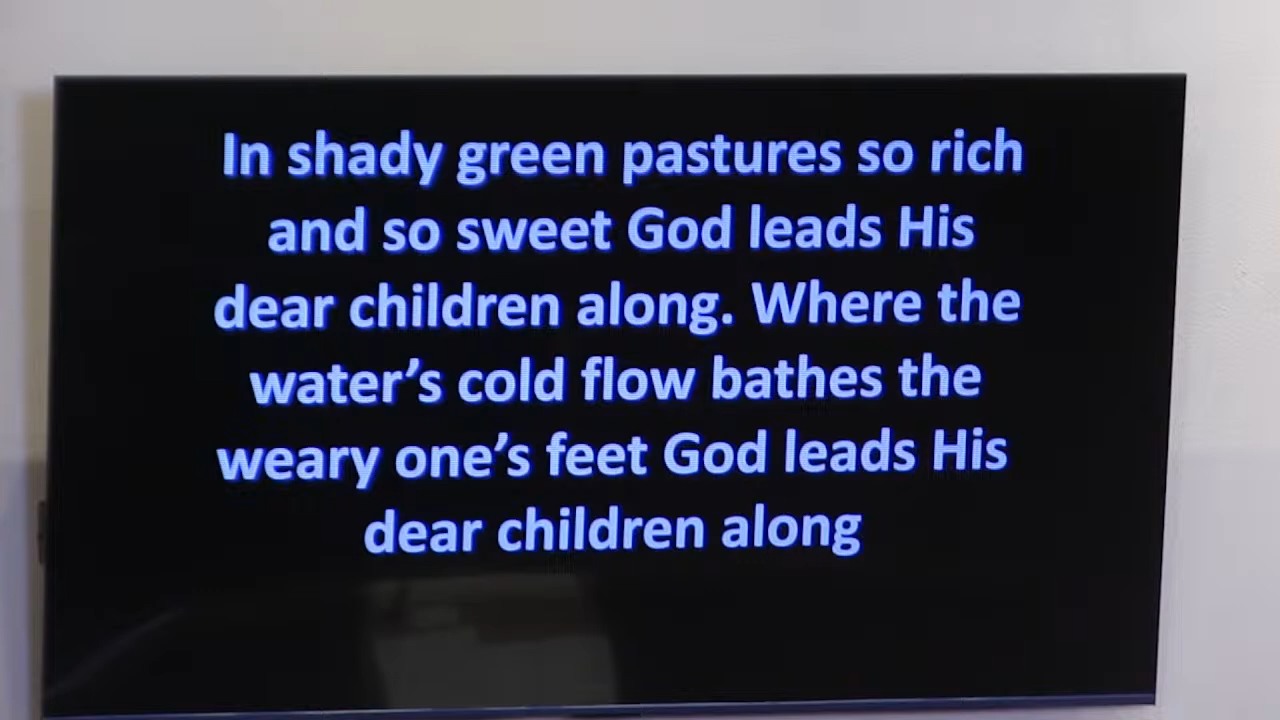 In shady green pastures so rich
and so sweet God leads His
dear children along. Where the
water’s cold flow bathes the
weary one’s feet God leads His
dear children along